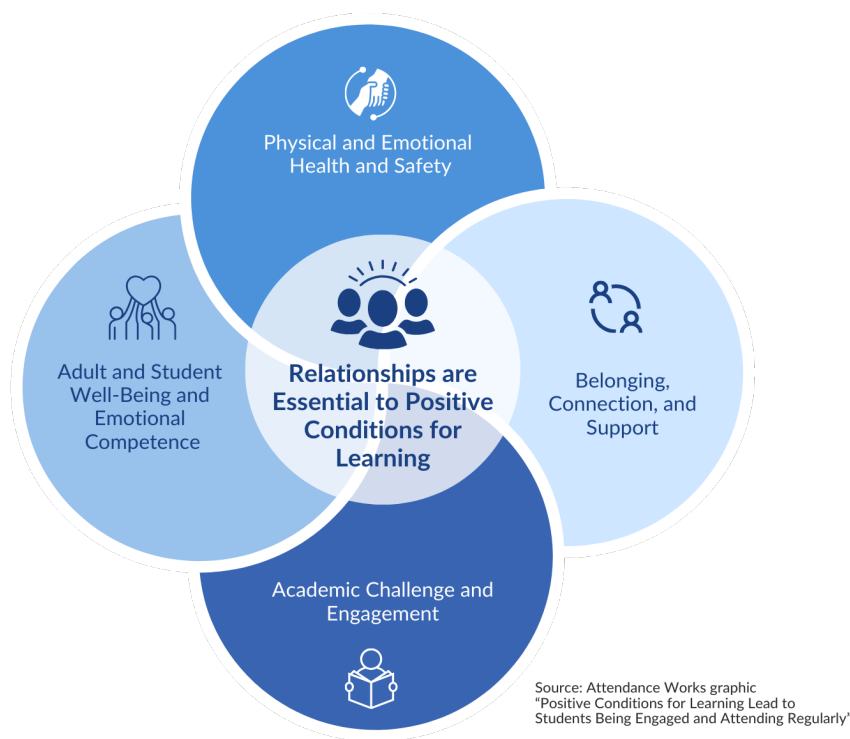 Physical and Emotional
Health and Safety
Adult and Student
Well-Being and
Emotional
Competence
Relationships are
Essential to Positive
Conditions for
Learning
Belonging,
Connection, and
Support
Academic Challenge and
Engagement
Source: Attendance Works graphic
“Positive Conditions for Learning Lead to
Students Being Engaged and Attending Regularly’